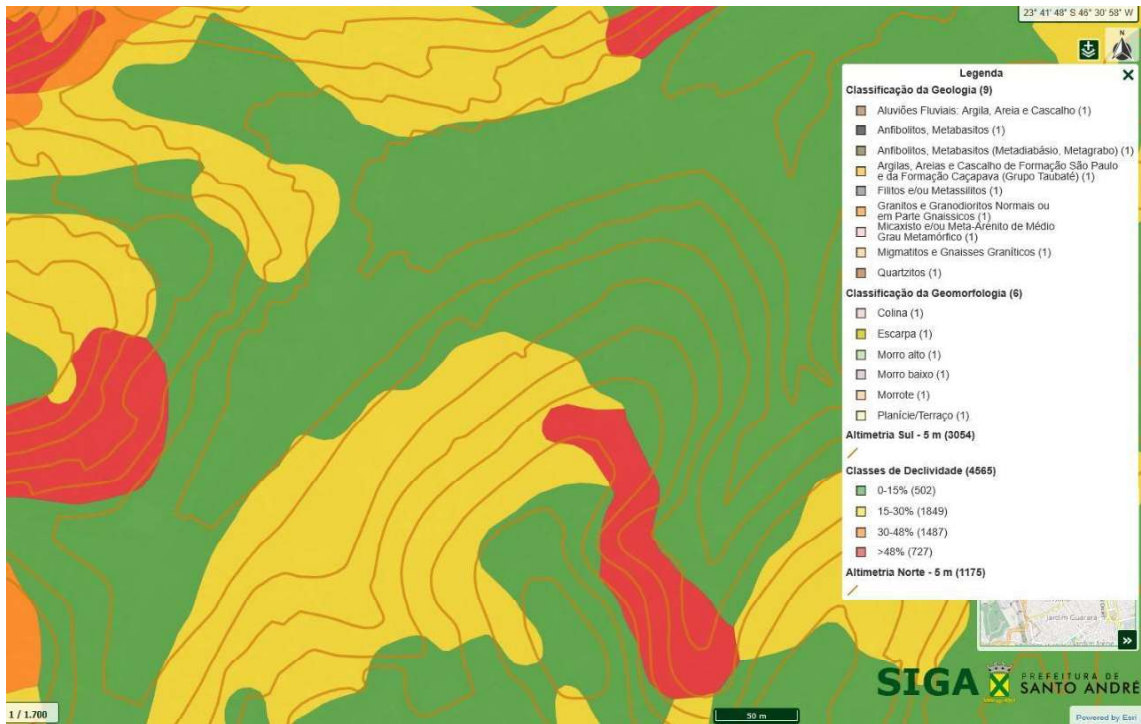 23° 41' 48" S 46° 30' 58" W
N
Legenda
Classificação da Geologia (9)
Aluviões Fluviais: Argila, Areia e Cascalho (1)
Anfibolitos, Metabasitos (1)
Anfibolitos, Metabasitos (Metadiabásio, Metagrabo) (1)
Argilas, Areias e Cascalho de Formação São Paulo
e da Formação Caçapava (Grupo Taubaté) (1)
Filitos e/ou Metassilitos (1)
Granitos e Granodioritos Normais ou
em Parte Gnaissicos (1)
Micaxisto e/ou Meta-Arenito de Médio
Grau Metamórfico (1)
Migmatitos e Gnaisses Graníticos (1)
Quartzitos (1)
Classificação da Geomorfologia (6)
Colina (1)
Escarpa (1)
Morro alto (1)
Morro baixo (1)
Morrote (1)
Planície/Terraço (1)
Altimetria Sul - 5 m (3054)
Classes de Declividade (4565)
0-15% (502)
15-30% (1849)
30-48% (1487)
>48% (727)
Altimetria Norte - 5 m (1175)
Jardim Guarará
Jardim Irene
SIGA
PREFEITURA DE
SANTO ANDRÉ
1 / 1.700
50 m
Powered by Esri